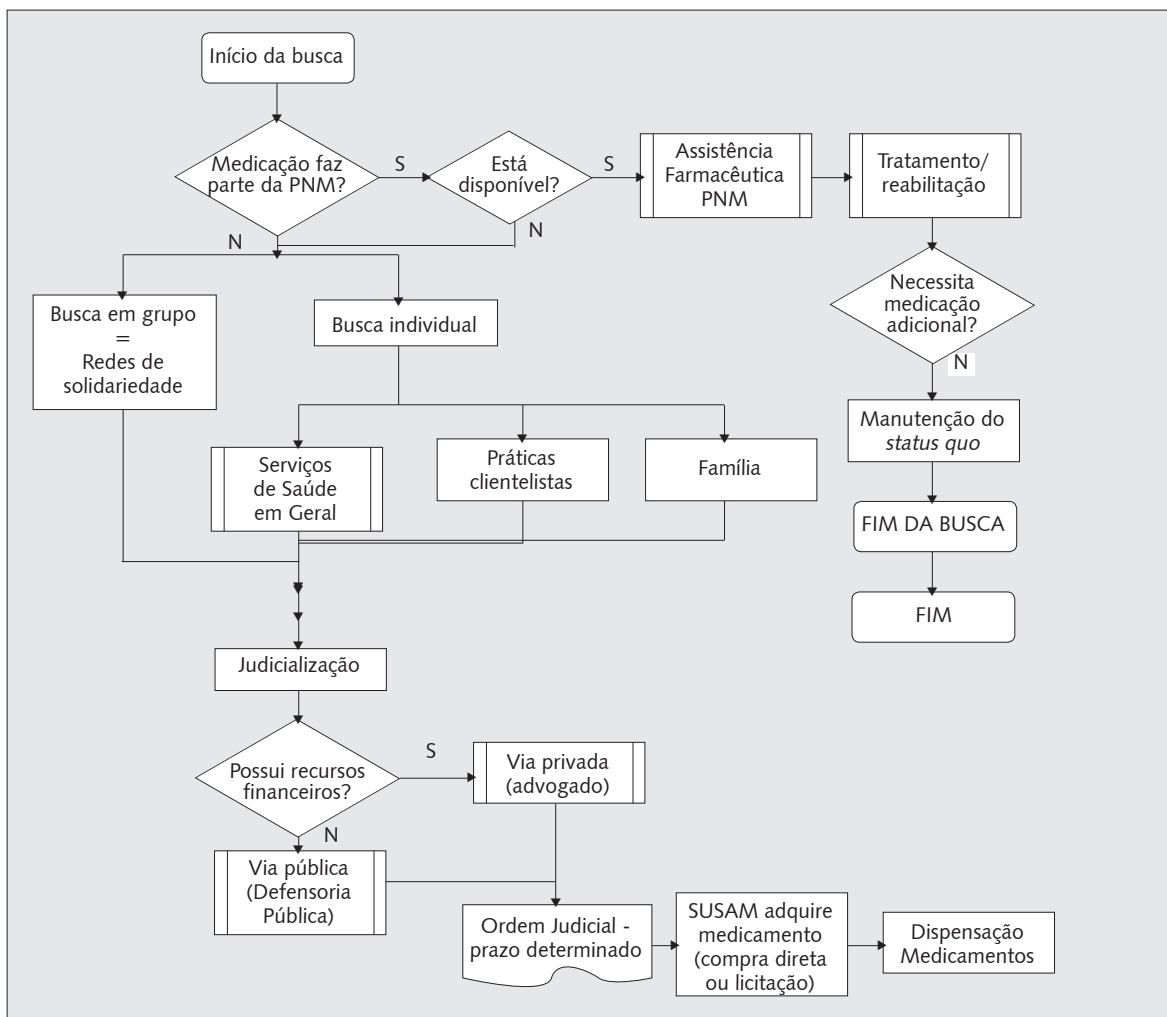 Início da busca
Medicação faz
parte da PNM?
S
Está
disponível?
S
Assistência
Farmacêutica
PNM
Tratamento/
reabilitação
N
N
Necessita
medicação
adicional?
N
Busca em grupo
=
Redes de
solidariedade
Busca individual
Manutenção do
status quo
Serviços
de Saúde
em Geral
Práticas
clientelistas
Família
FIM DA BUSCA
FIM
Judicialização
Possui recursos
financeiros?
S
Via privada
(advogado)
N
Via pública
(Defensoria
Pública)
Ordem Judicial -
prazo determinado
SUSAM adquire
medicamento
(compra direta
ou licitação)
Dispensação
Medicamentos